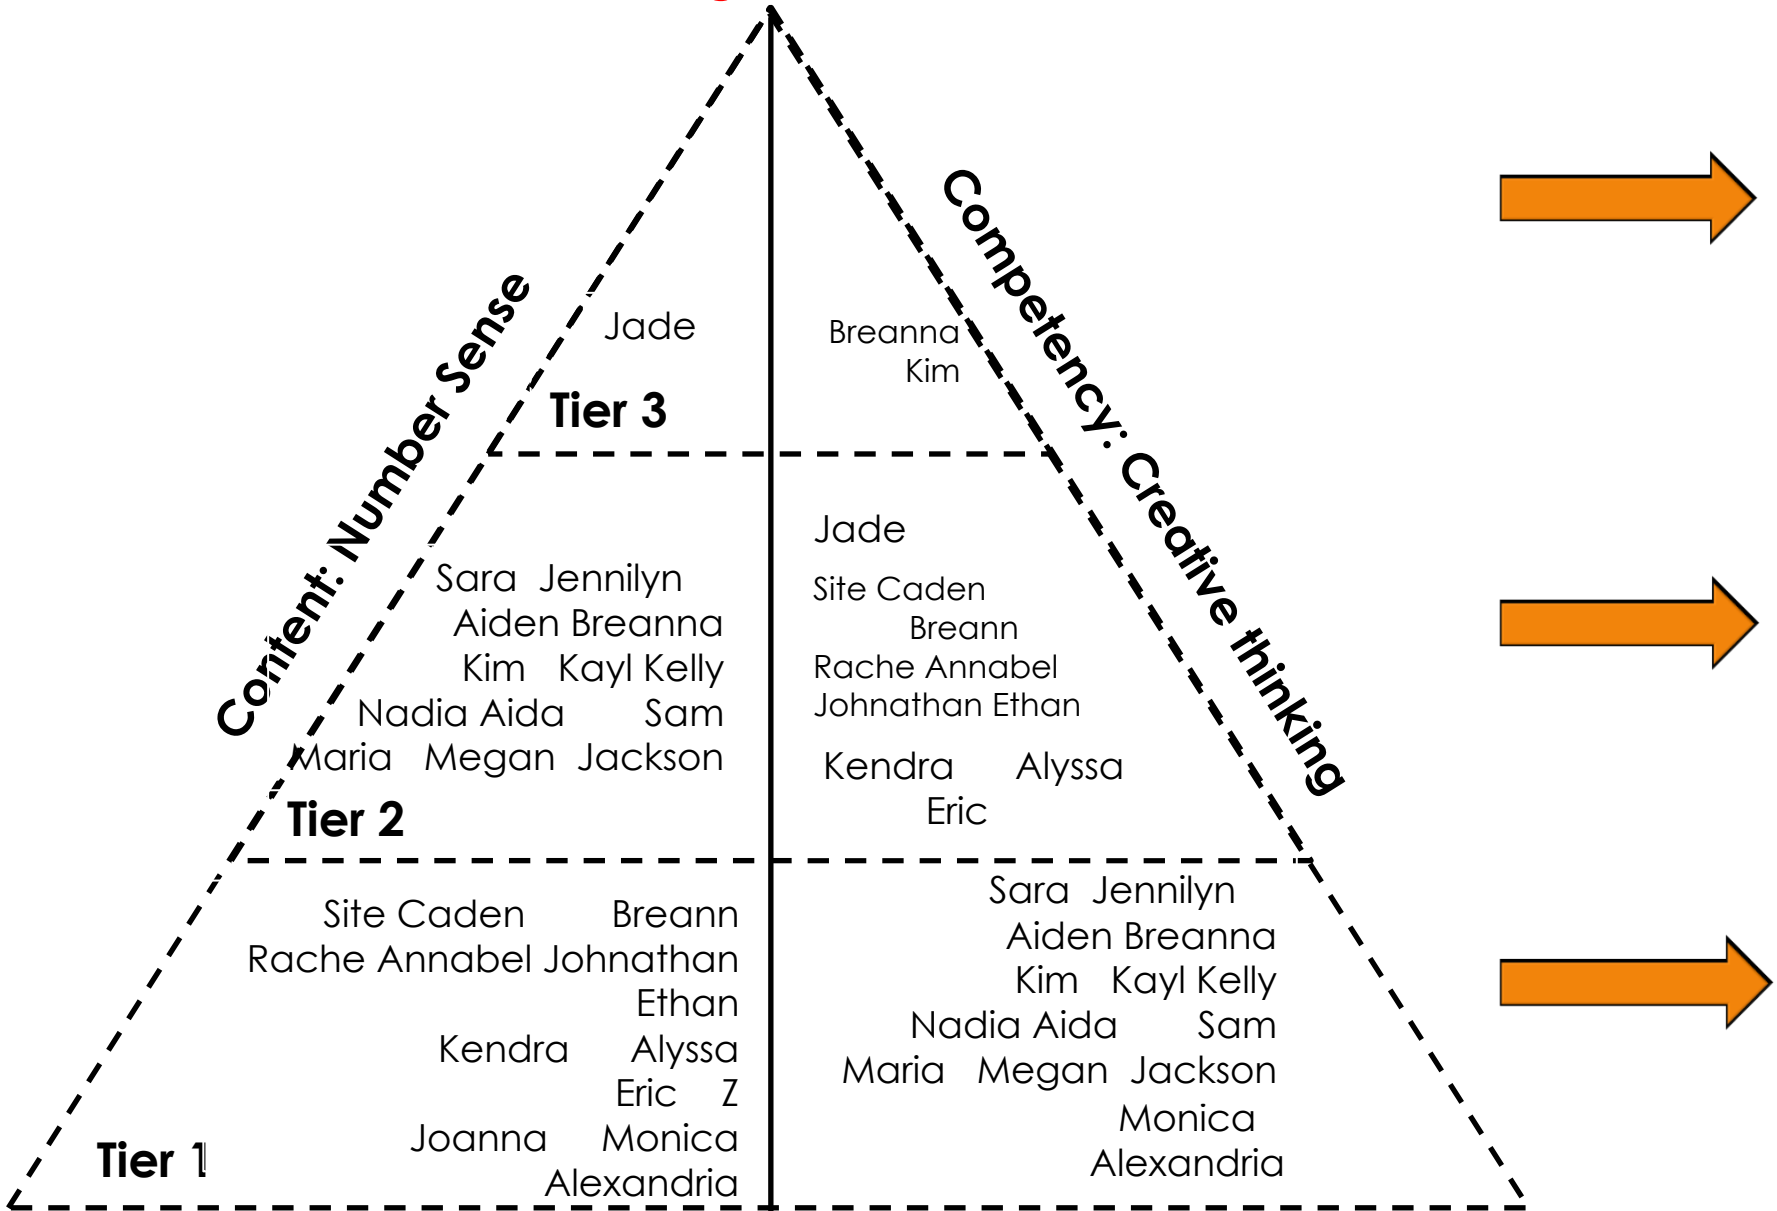 Content: Number Sense
Competency: Creative thinking
Jade
Tier 3
Breanna
Kim
Sara Jennilyn
Aiden Breanna
Kim Kayl Kelly
Nadia Aida Sam
Maria Megan Jackson
Tier 2
Jade
Site Caden
Breann
Rache Annabel
Johnathan Ethan
Kendra Alyssa
Eric
Site Caden Breann
Rache Annabel Johnathan
Ethan
Kendra Alyssa
Eric Z
Joanna Monica
Alexandria
Tier 1
Sara Jennilyn
Aiden Breanna
Kim Kayl Kelly
Nadia Aida Sam
Maria Megan Jackson
Monica
Alexandria